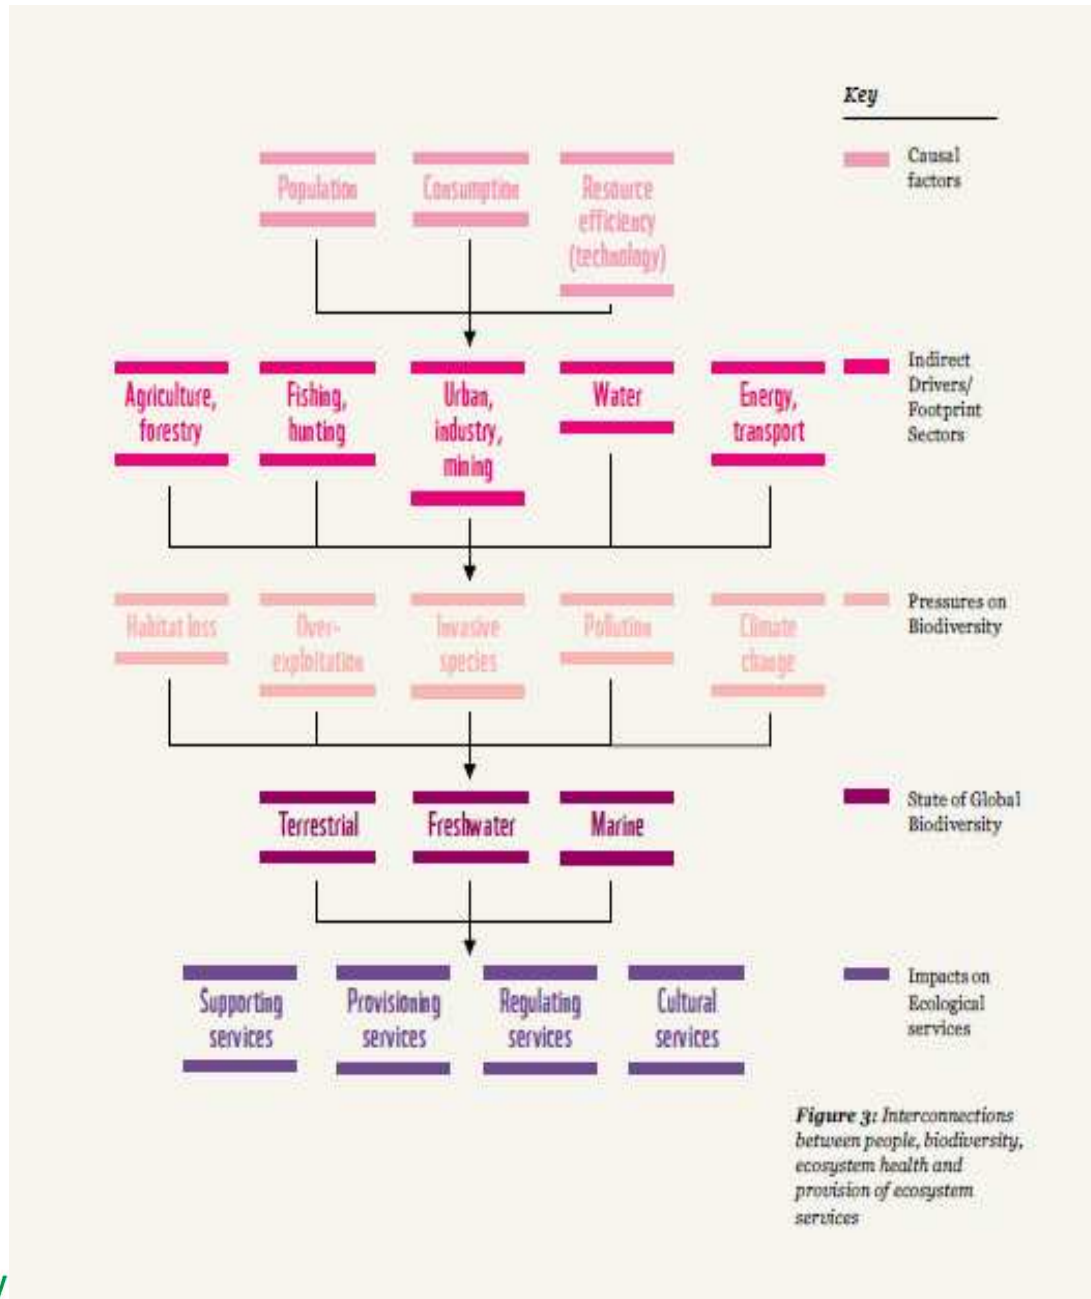 Key
Causal
factors
Population
Consumption
Resource
efficiency
(technology)
Indirect
Drivers/
Footprint
Sectors
Agriculture,
forestry
Fishing,
hunting
Urban,
industry,
mining
Water
Energy,
transport
Pressures on
Biodiversity
Habitat loss
Over-
exploitation
Invasive
species
Pollution
Climate
change
State of Global
Biodiversity
Terrestrial
Freshwater
Marine
Impacts on
Ecological
services
Supporting
services
Provisioning
services
Regulating
services
Cultural
services
Figure 3: Interconnections
between people, biodiversity,
ecosystem health and
provision of ecosystem
services